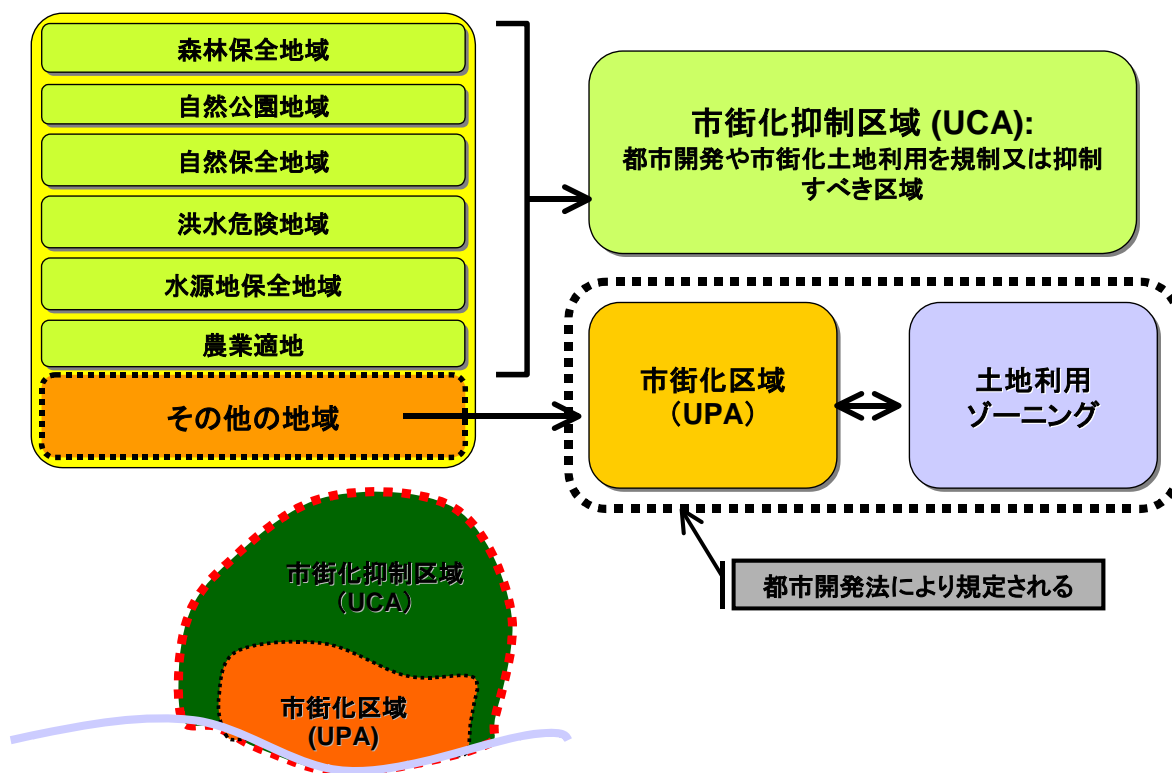 森林保全地域
自然公園地域
自然保全地域
洪水危険地域
水源地保全地域
農業適地
その他の地域
市街化抑制区域 (UCA):
都市開発や市街化土地利用を規制又は抑制
すべき区域
市街化区域
（UPA）
土地利用
ゾーニング
都市開発法により規定される
市街化抑制区域
（UCA）
市街化区域
(UPA)